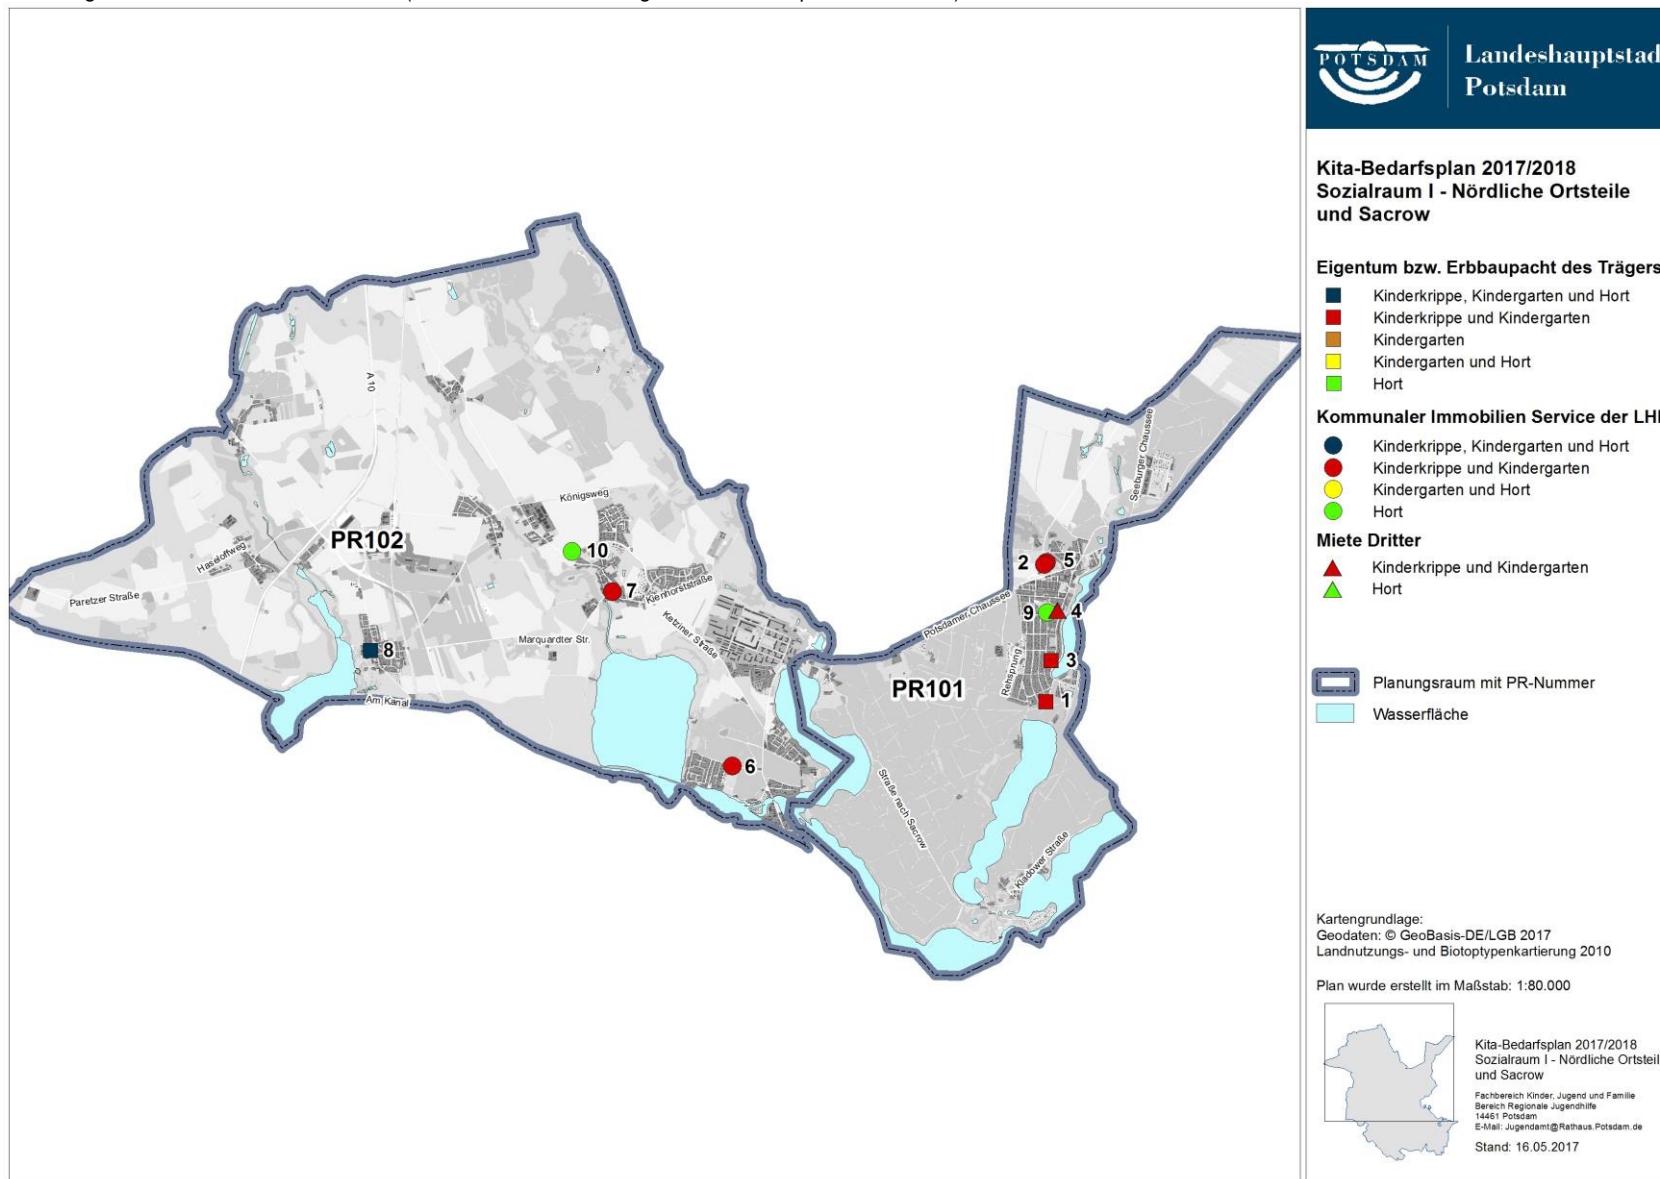 POTSDAM
Landeshauptstad
Potsdam
Kita-Bedarfsplan 2017/2018
Sozialraum I - Nördliche Ortsteile
und Sacrow
Eigentum bzw. Erbbaupacht des Trägers
Kinderkrippe, Kindergarten und Hort
Kinderkrippe und Kindergarten
Kindergarten
Kindergarten und Hort
Hort
Kommunaler Immobilien Service der LH
Kinderkrippe, Kindergarten und Hort
Kinderkrippe und Kindergarten
Kindergarten und Hort
Hort
Miete Dritter
Kinderkrippe und Kindergarten
Hort
Planungsraum mit PR-Nummer
Wasserfläche
Kartengrundlage:
Geodaten: © GeoBasis-DE/LGB 2017
Landnutzungs- und Biotoptypenkartierung 2010
Plan wurde erstellt im Maßstab: 1:80.000
Kita-Bedarfsplan 2017/2018
Sozialraum I - Nördliche Ortsteil
und Sacrow
Fachbereich Kinder, Jugend und Familie
Bereich Regionale Jugendhilfe
14461 Potsdam
E-Mail: Jugendamt@Rathaus.Potsdam.de
Stand: 16.05.2017
A 10
Königsweg
PR102
Haseloffweg
Paretzer Straße
10
7
Kienhorststraße
Ketziner Straße
Marquardter Str.
8
Am Kanal
6
Seeburger Chaussee
2
5
Potsdamer Chaussee
9
4
Rehsprung
3
PR101
1
Straße nach Sacrow
Kladower Straße